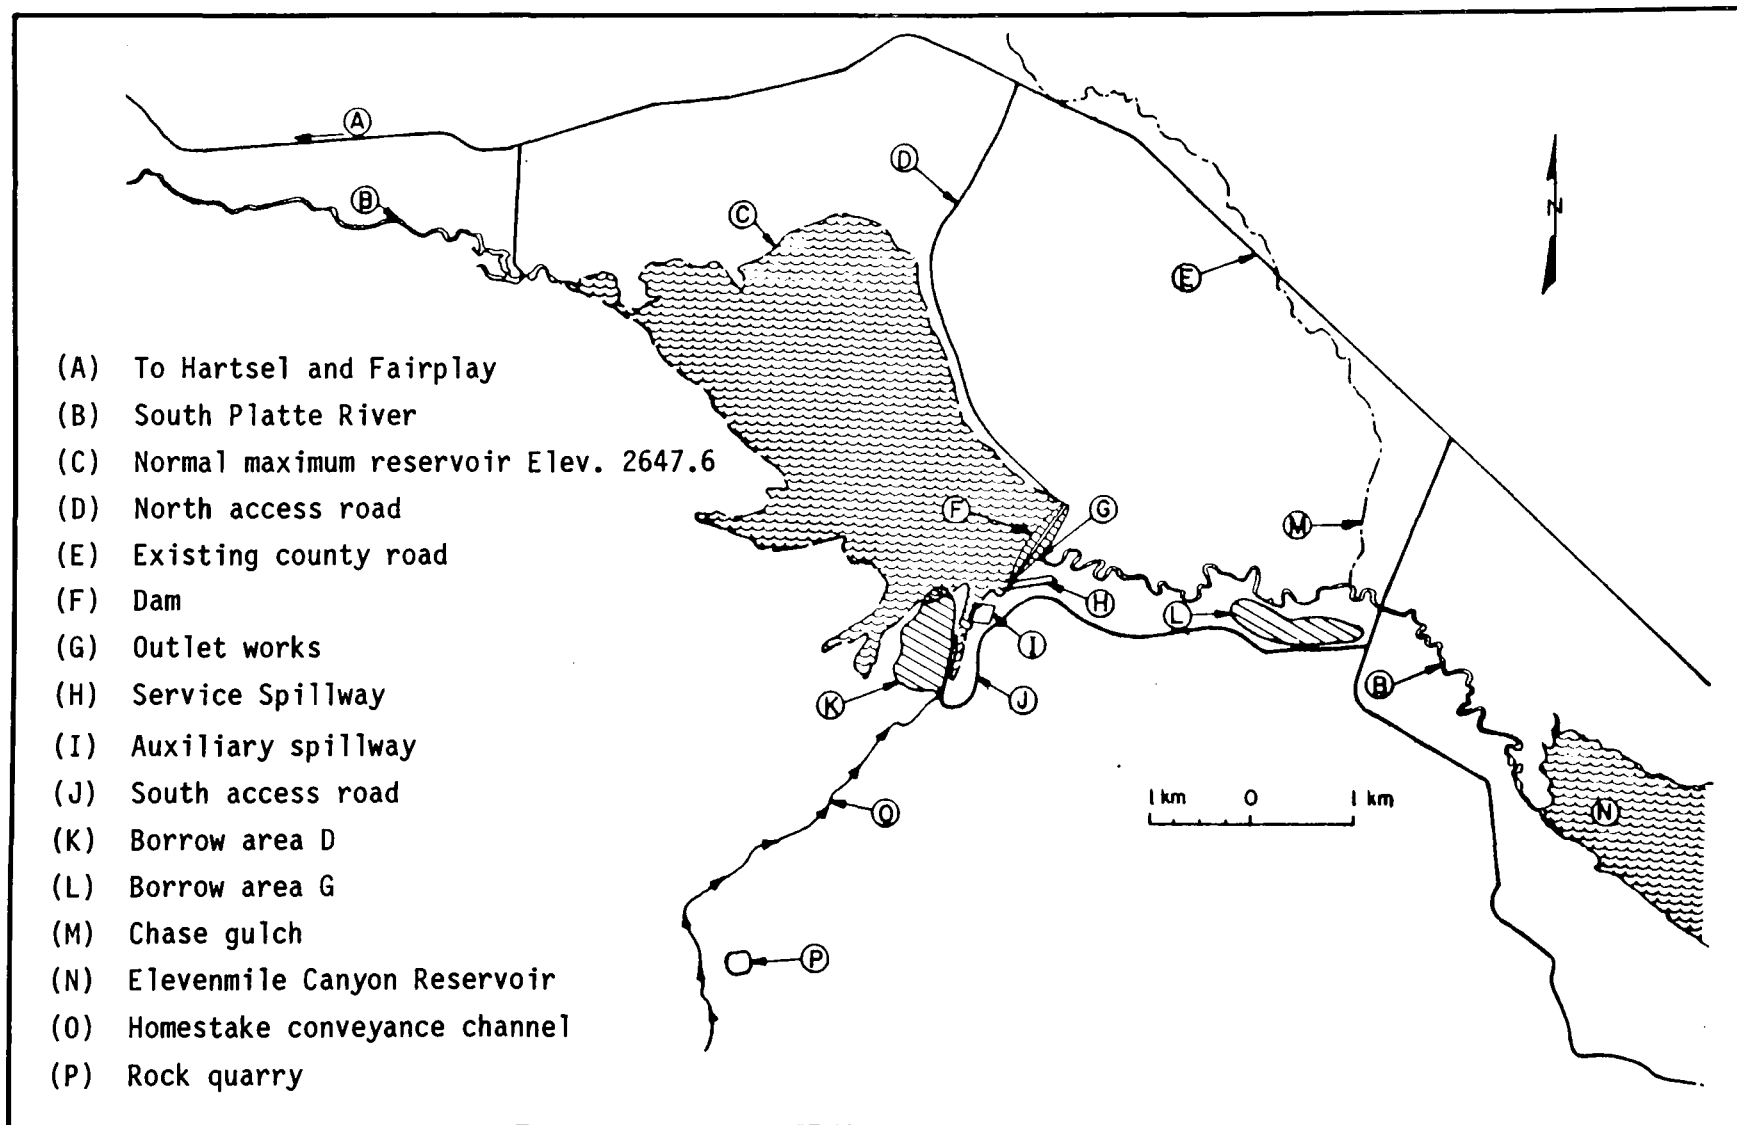 (A) To Hartsel and Fairplay
(B) South Platte River
(C) Normal maximum reservoir Elev. 2647.6
(D) North access road
(E) Existing county road
(F) Dam
(G) Outlet works
(H) Service Spillway
(I) Auxiliary spillway
(J) South access road
(K) Borrow area D
(L) Borrow area G
(M) Chase gulch
(N) Elevenmile Canyon Reservoir
(O) Homestake conveyance channel
(P) Rock quarry
A
B
C
D
E
N
F
G
M
H
L
I
J
K
B
O
N
P
1 km 0 1 km